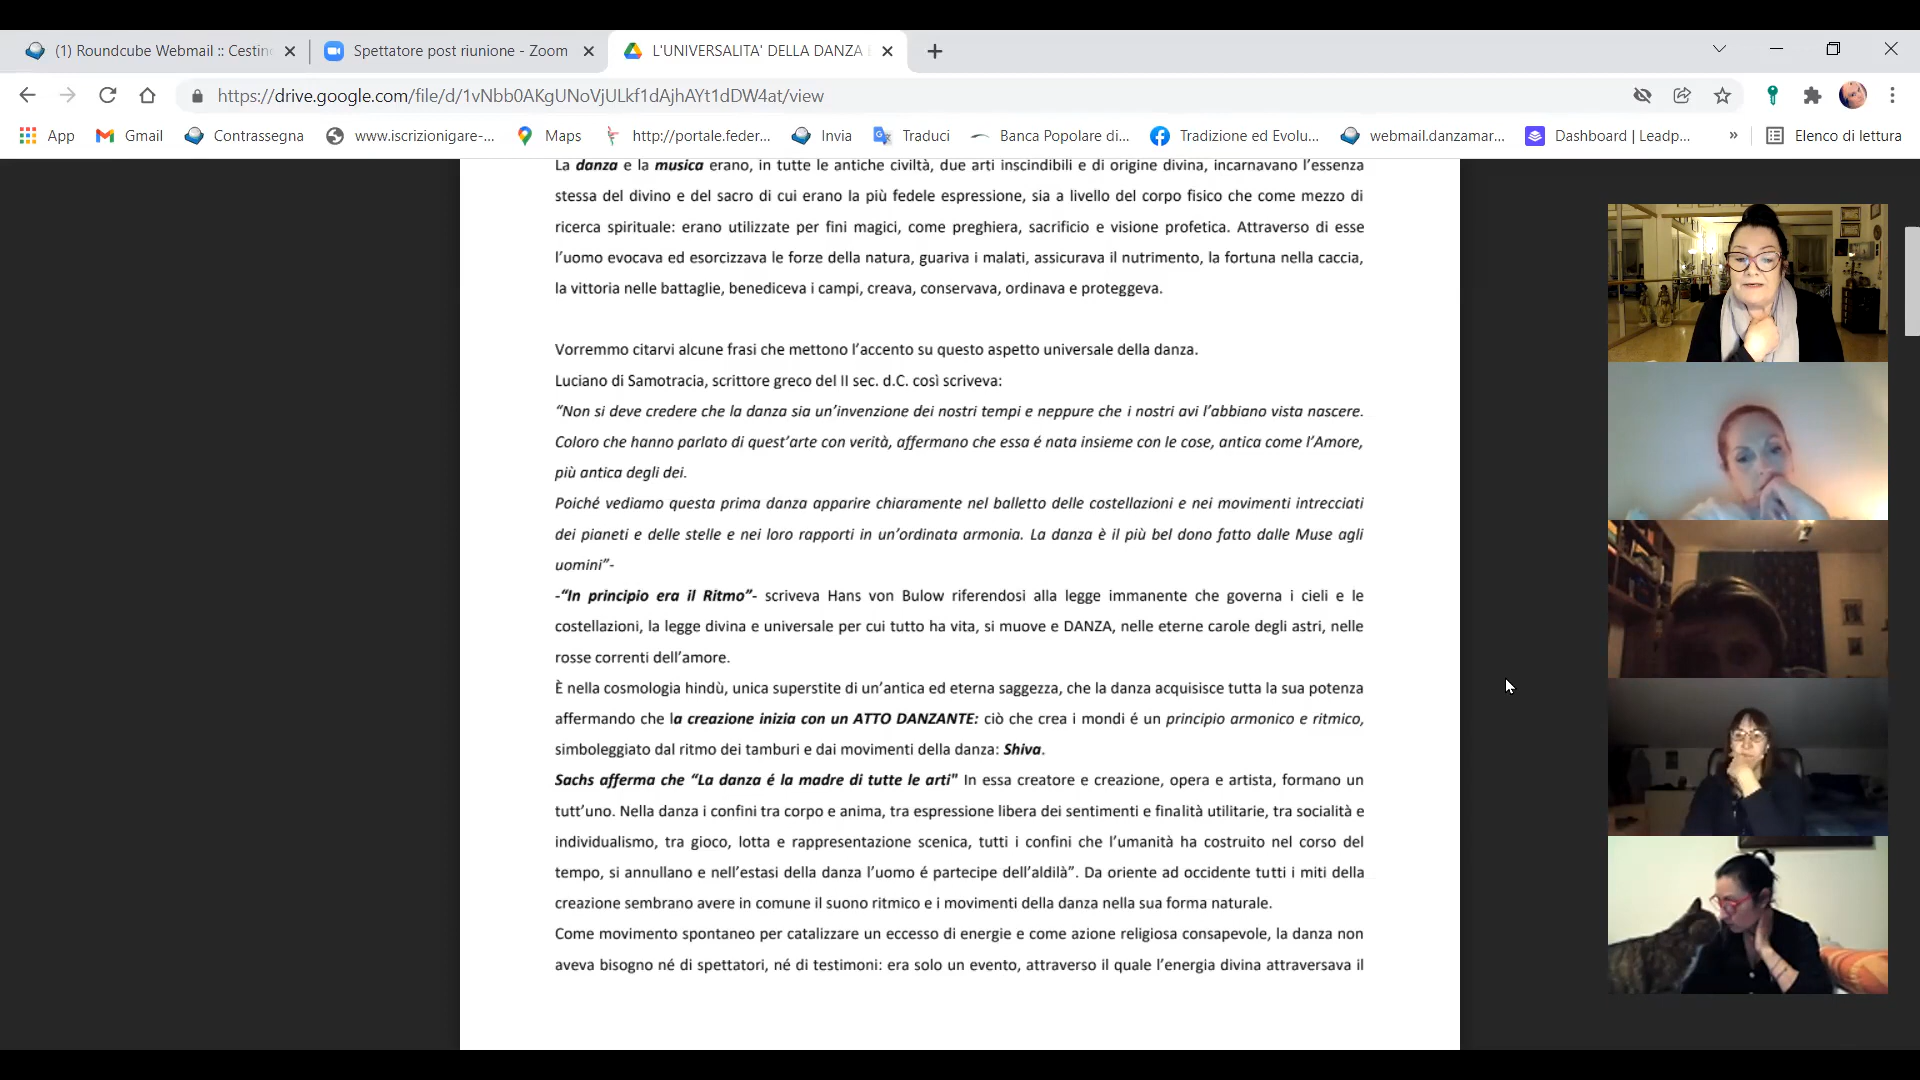 (1) Roundcube Webmail :: Cestin
Spettatore post riunione - Zoom
L'UNIVERSALITA' DELLA DANZA
https://drive.google.com/file/d/1vNbb0AKgUNoVjULkf1dAjhAYt1dDW4at/view
App
Gmail
Contrassegna
www.iscrizionigare-...
Maps
http://portale.feder...
Invia
Traduci
Banca Popolare di...
Tradizione ed Evolu...
webmail.danzamar...
Dashboard | Leadp...
»
Elenco di lettura
La danza e la musica erano, in tutte le antiche civiltà, due arti inscindibili e di origine divina, incarnavano l’essenza
stessa del divino e del sacro di cui erano la più fedele espressione, sia a livello del corpo fisico che come mezzo di
ricerca spirituale: erano utilizzate per fini magici, come preghiera, sacrificio e visione profetica. Attraverso di esse
l’uomo evocava ed esorcizzava le forze della natura, guariva i malati, assicurava il nutrimento, la fortuna nella caccia,
la vittoria nelle battaglie, benediceva i campi, creava, conservava, ordinava e proteggeva.
Vorremmo citarvi alcune frasi che mettono l’accento su questo aspetto universale della danza.
Luciano di Samotracia, scrittore greco del II sec. d.C. così scriveva:
“Non si deve credere che la danza sia un’invenzione dei nostri tempi e neppure che i nostri avi l’abbiano vista nascere.
Coloro che hanno parlato di quest’arte con verità, affermano che essa é nata insieme con le cose, antica come l’Amore,
più antica degli dei.
Poiché vediamo questa prima danza apparire chiaramente nel balletto delle costellazioni e nei movimenti intrecciati
dei pianeti e delle stelle e nei loro rapporti in un’ordinata armonia. La danza è il più bel dono fatto dalle Muse agli
uomini”-
-“In principio era il Ritmo”- scriveva Hans von Bulow riferendosi alla legge immanente che governa i cieli e le
costellazioni, la legge divina e universale per cui tutto ha vita, si muove e DANZA, nelle eterne carole degli astri, nelle
rosse correnti dell’amore.
È nella cosmologia hindù, unica superstite di un’antica ed eterna saggezza, che la danza acquisisce tutta la sua potenza
affermando che la creazione inizia con un ATTO DANZANTE: ciò che crea i mondi é un principio armonico e ritmico,
simboleggiato dal ritmo dei tamburi e dai movimenti della danza: Shiva.
Sachs afferma che “La danza é la madre di tutte le arti" In essa creatore e creazione, opera e artista, formano un
tutt’uno. Nella danza i confini tra corpo e anima, tra espressione libera dei sentimenti e finalità utilitarie, tra socialità e
individualismo, tra gioco, lotta e rappresentazione scenica, tutti i confini che l’umanità ha costruito nel corso del
tempo, si annullano e nell’estasi della danza l’uomo é partecipe dell’aldilà”. Da oriente ad occidente tutti i miti della
creazione sembrano avere in comune il suono ritmico e i movimenti della danza nella sua forma naturale.
Come movimento spontaneo per catalizzare un eccesso di energie e come azione religiosa consapevole, la danza non
aveva bisogno né di spettatori, né di testimoni: era solo un evento, attraverso il quale l’energia divina attraversava il